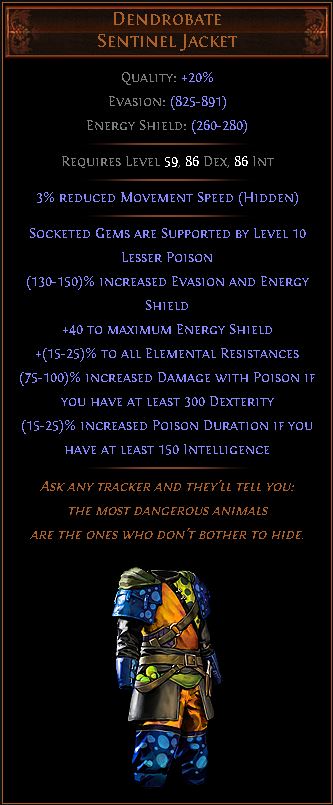 Dendrobate
Sentinel Jacket
Quality: +20%
Evasion: (825-891)
Energy Shield: (260-280)
Requires Level 59, 86 Dex, 86 Int
3% reduced Movement Speed (Hidden)
Socketed Gems are Supported by Level 10
Lesser Poison
(130-150)% increased Evasion and Energy
Shield
+40 to maximum Energy Shield
+(15-25)% to all Elemental Resistances
(75-100)% increased Damage with Poison if
you have at least 300 Dexterity
(15-25)% increased Poison Duration if you
have at least 150 Intelligence
Ask any tracker and they'll tell you:
the most dangerous animals
are the ones who don't bother to hide.